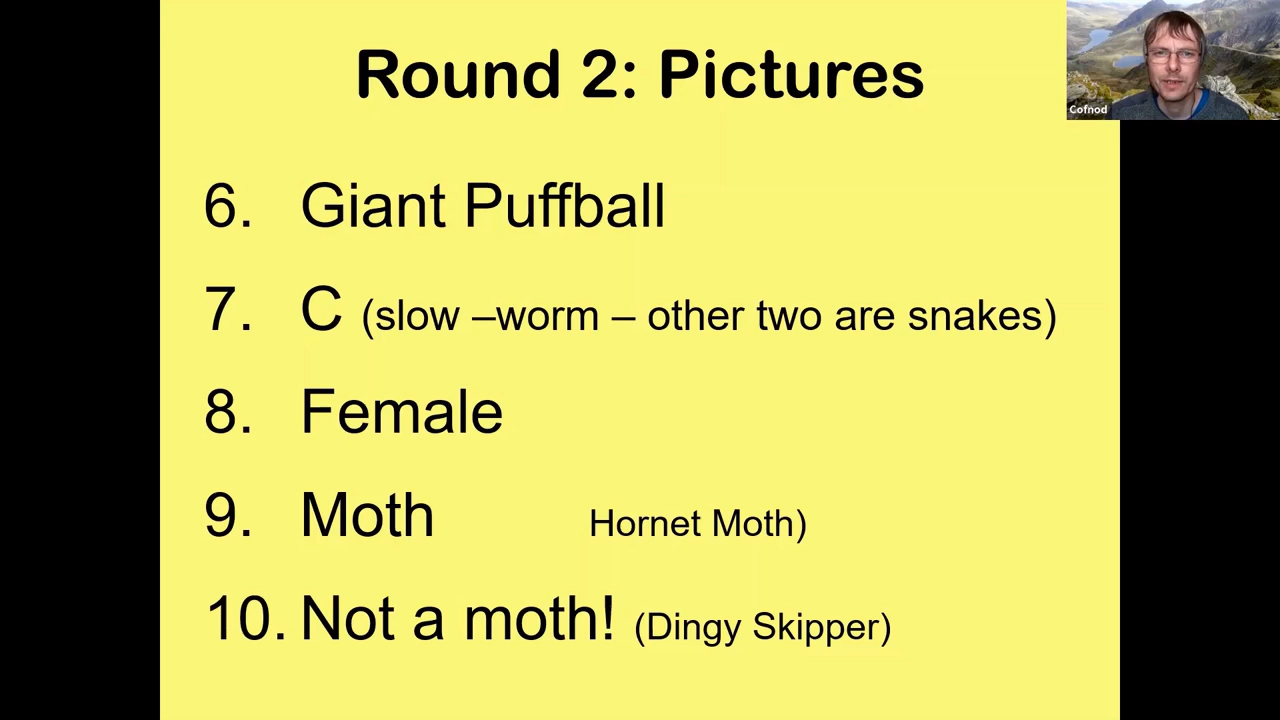 Round 2: Pictures
Cofnod
6. Giant Puffball
7. C (slow –worm – other two are snakes)
8. Female
9. Moth Hornet Moth)
10. Not a moth! (Dingy Skipper)